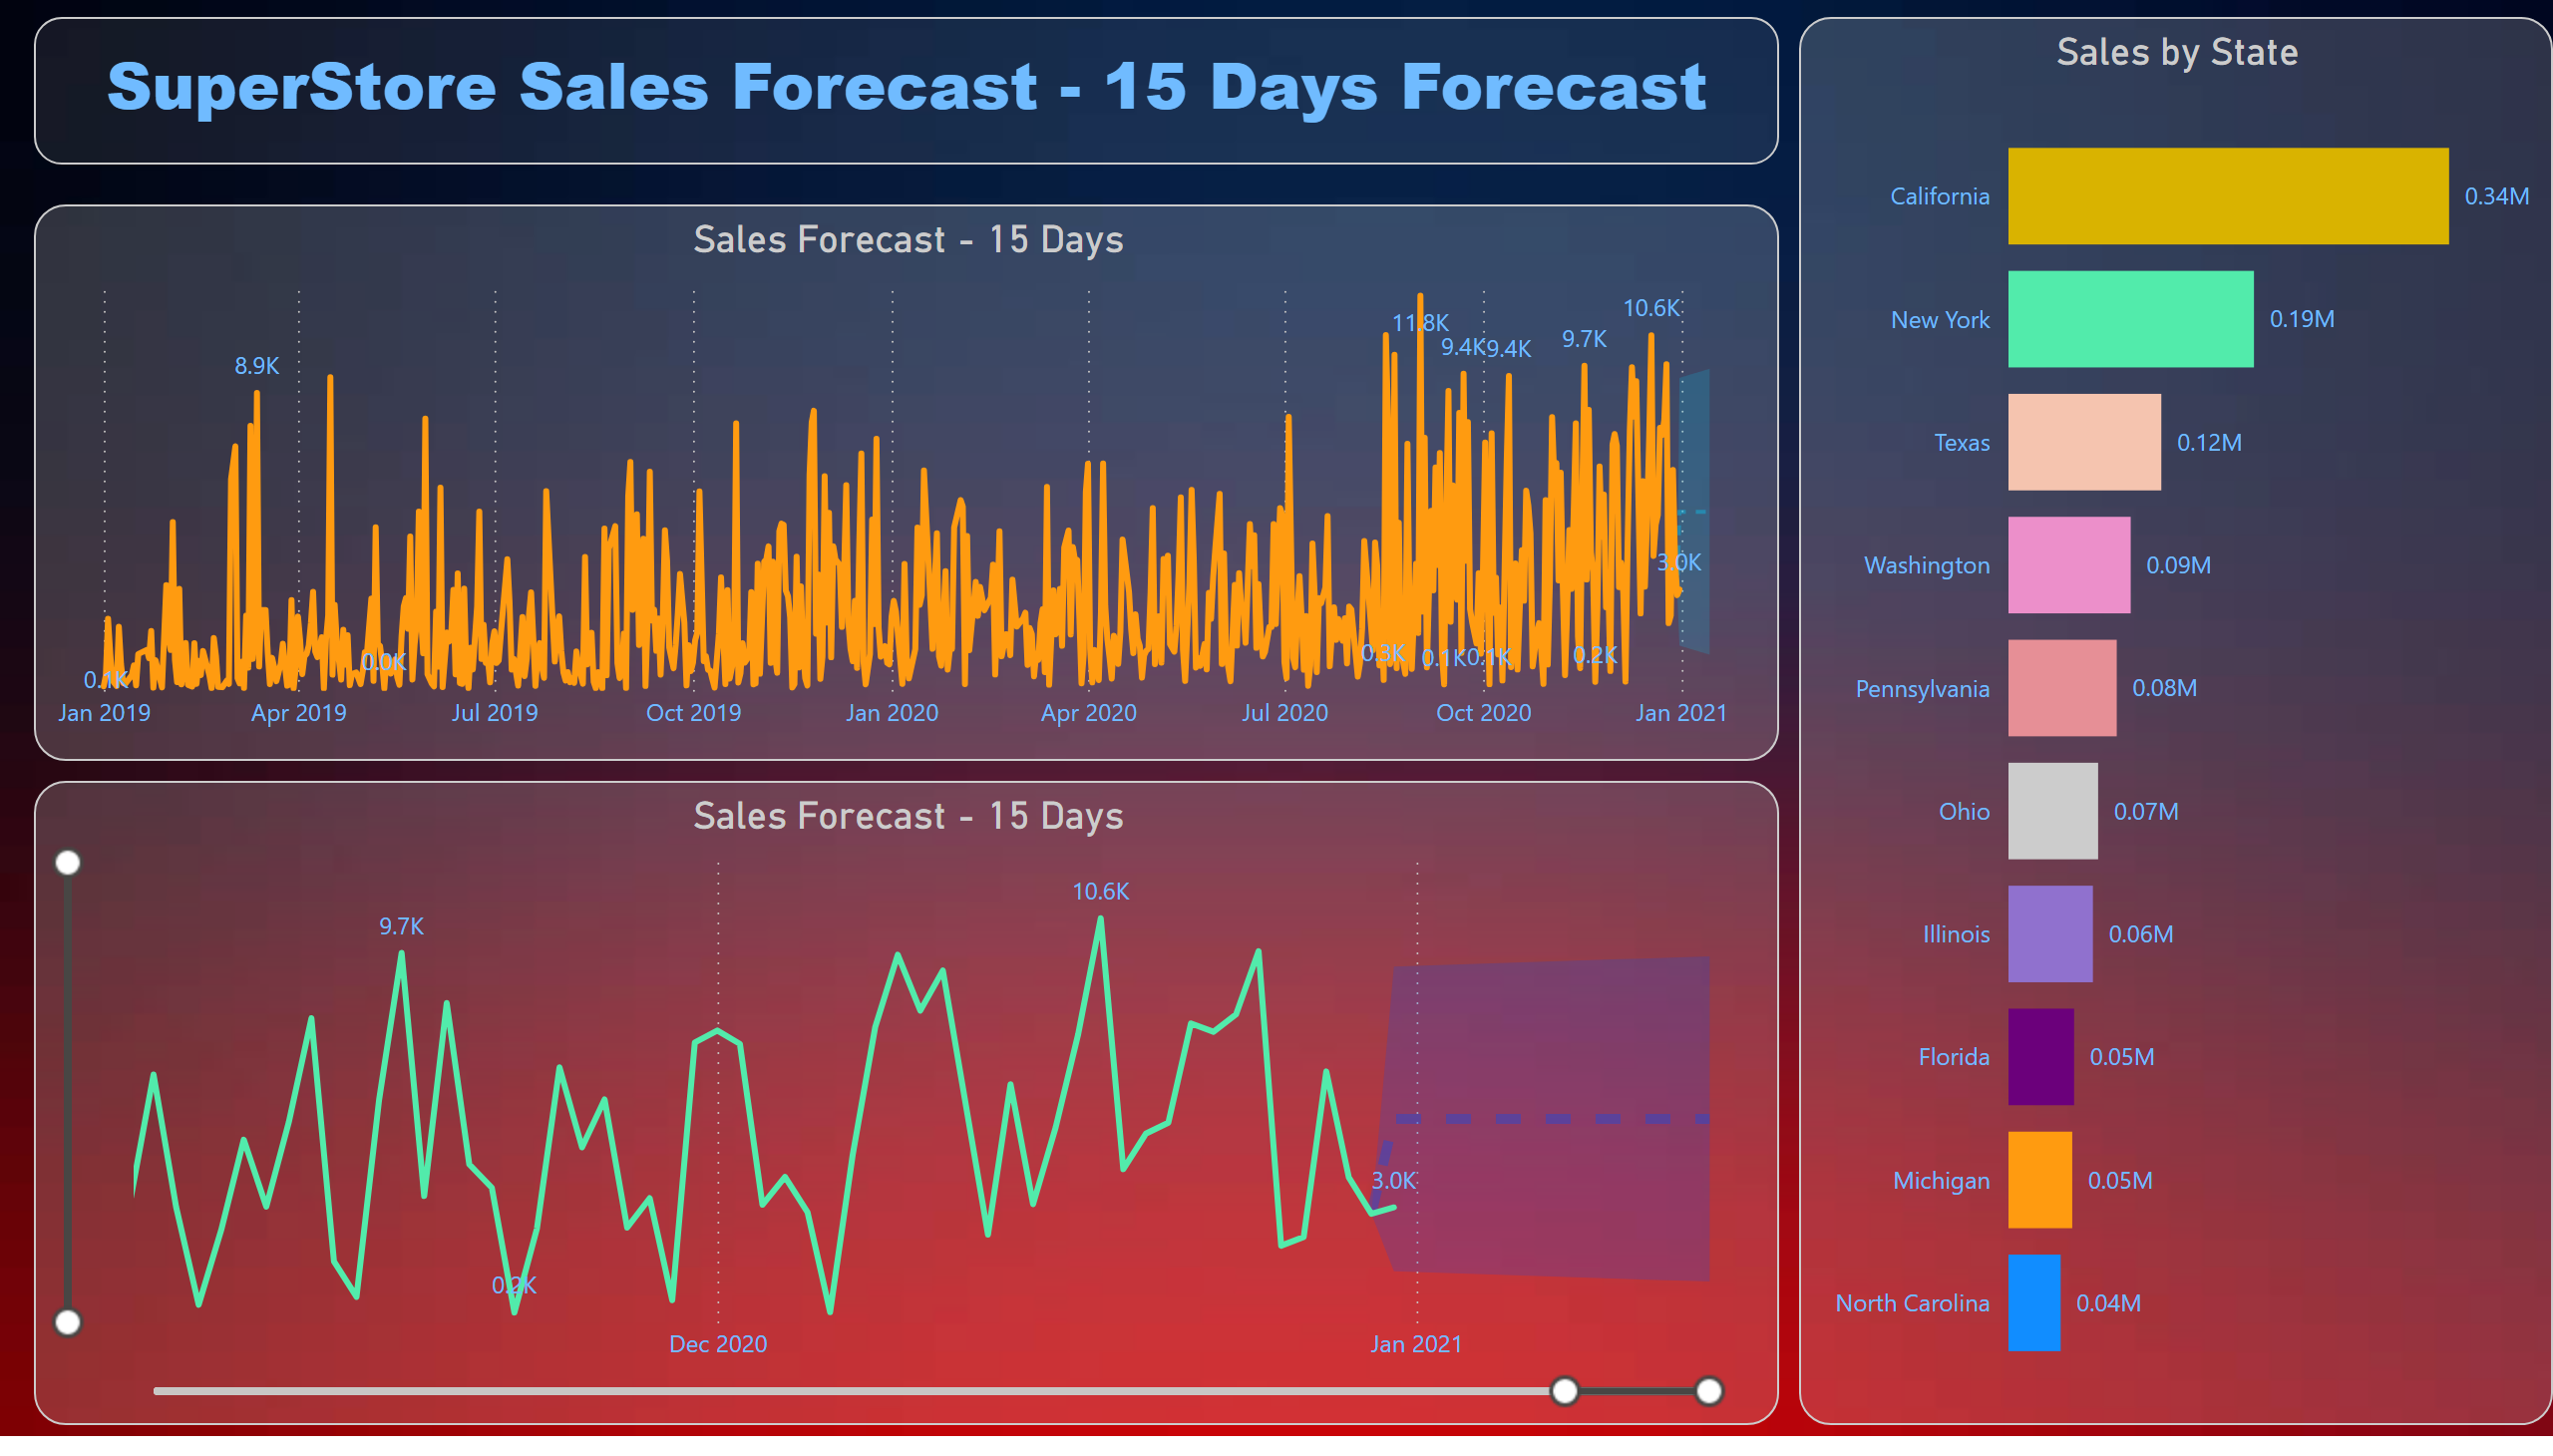 SuperStore Sales Forecast - 15 Days Forecast
Sales Forecast - 15 Days
8.9K
11.8K
9.4K
9.4K
9.7K
10.6K
3.0K
0.1K
0.0K
0.3K
0.1K
0.1K
0.2K
Jan 2019
Apr 2019
Jul 2019
Oct 2019
Jan 2020
Apr 2020
Jul 2020
Oct 2020
Jan 2021
Sales Forecast - 15 Days
9.7K
10.6K
3.0K
0.2K
Dec 2020
Jan 2021
Sales by State
California 0.34M
New York 0.19M
Texas 0.12M
Washington 0.09M
Pennsylvania 0.08M
Ohio 0.07M
Illinois 0.06M
Florida 0.05M
Michigan 0.05M
North Carolina 0.04M